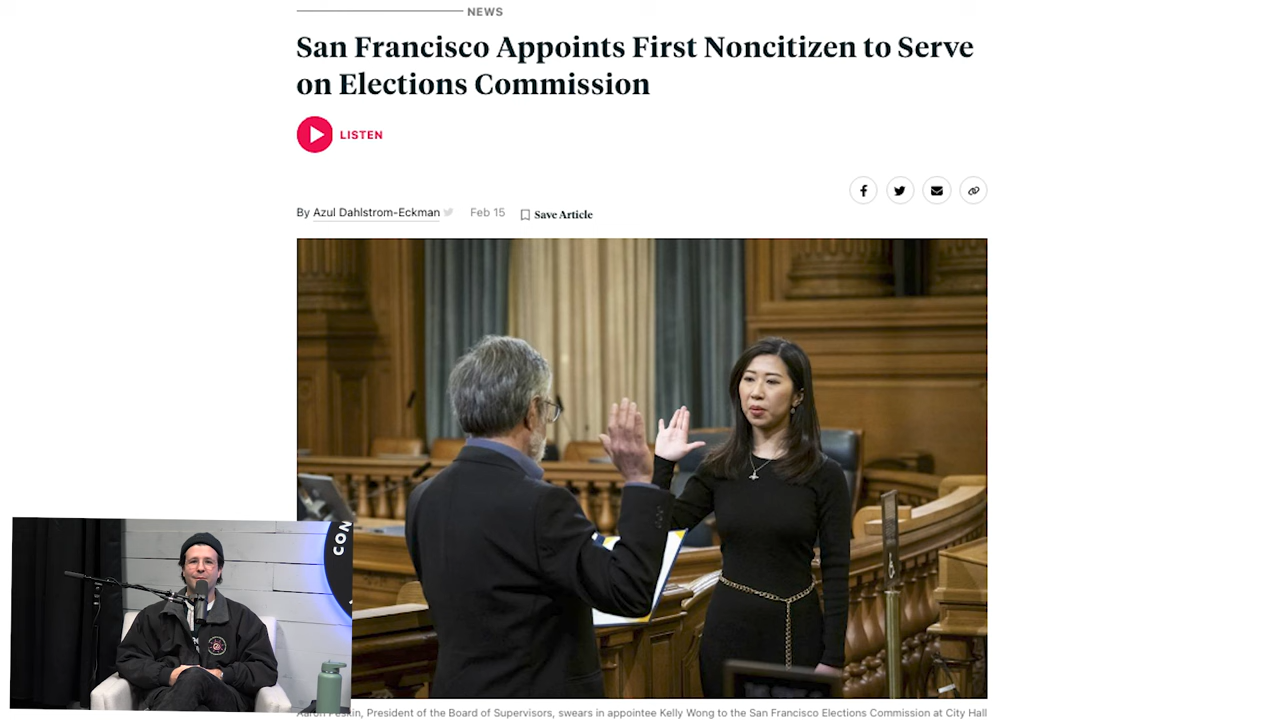 NEWS
San Francisco Appoints First Noncitizen to Serve
on Elections Commission
LISTEN
By Azul Dahlstrom-Eckman Feb 15 Save Article
CON
Aaron Peskin, President of the Board of Supervisors, swears in appointee Kelly Wong to the San Francisco Elections Commission at City Hall